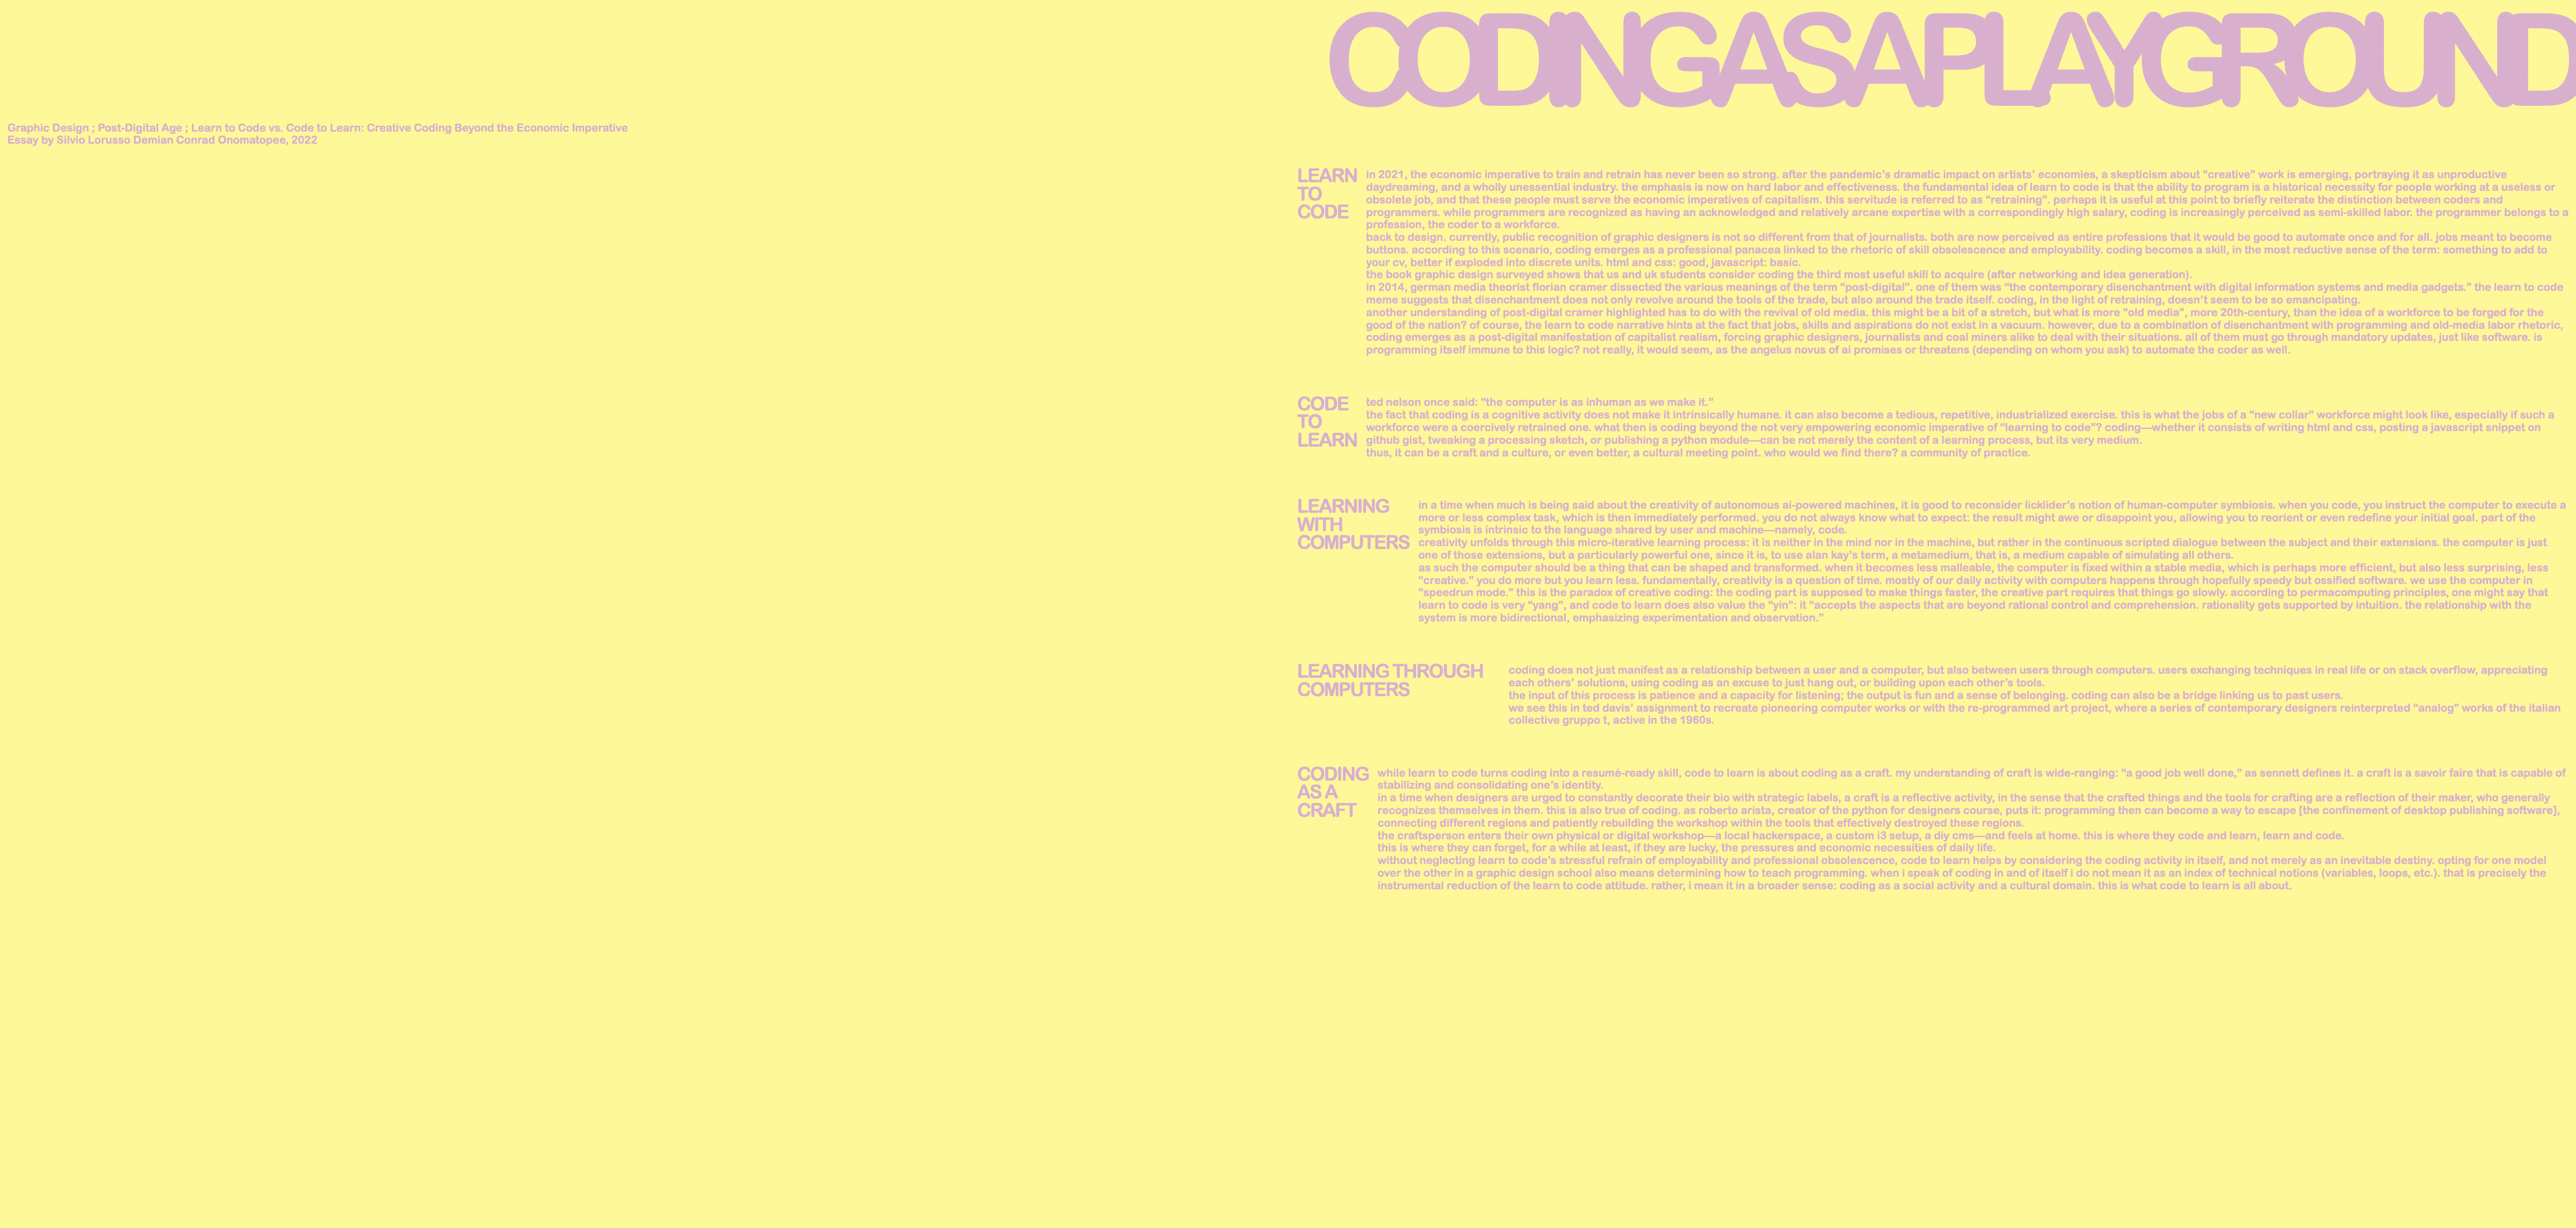 CODINGASAPLAYGROUND
Graphic Design ; Post-Digital Age ; Learn to Code vs. Code to Learn: Creative Coding Beyond the Economic Imperative
Essay by Silvio Lorusso Demian Conrad Onomatopee, 2022
LEARN
TO
CODE
in 2021, the economic imperative to train and retrain has never been so strong. after the pandemic's dramatic impact on artists' economies, a skepticism about "creative" work is emerging, portraying it as unproductive
daydreaming, and a wholly unessential industry. the emphasis is now on hard labor and effectiveness. the fundamental idea of learn to code is that the ability to program is a historical necessity for people working at a useless or
obsolete job, and that these people must serve the economic imperatives of capitalism. this servitude is referred to as "retraining". perhaps it is useful at this point to briefly reiterate the distinction between coders and
programmers. while programmers are recognized as having an acknowledged and relatively arcane expertise with a correspondingly high salary, coding is increasingly perceived as semi-skilled labor. the programmer belongs to a
profession, the coder to a workforce.
back to design. currently, public recognition of graphic designers is not so different from that of journalists. both are now perceived as entire professions that it would be good to automate once and for all. jobs meant to become
buttons. according to this scenario, coding emerges as a professional panacea linked to the rhetoric of skill obsolescence and employability. coding becomes a skill, in the most reductive sense of the term: something to add to
your cv, better if exploded into discrete units. html and css: good, javascript: basic.
the book graphic design surveyed shows that us and uk students consider coding the third most useful skill to acquire (after networking and idea generation).
in 2014, german media theorist florian cramer dissected the various meanings of the term "post-digital". one of them was "the contemporary disenchantment with digital information systems and media gadgets." the learn to code
meme suggests that disenchantment does not only revolve around the tools of the trade, but also around the trade itself. coding, in the light of retraining, doesn't seem to be so emancipating.
another understanding of post-digital cramer highlighted has to do with the revival of old media. this might be a bit of a stretch, but what is more "old media", more 20th-century, than the idea of a workforce to be forged for the
good of the nation? of course, the learn to code narrative hints at the fact that jobs, skills and aspirations do not exist in a vacuum. however, due to a combination of disenchantment with programming and old-media labor rhetoric,
coding emerges as a post-digital manifestation of capitalist realism, forcing graphic designers, journalists and coal miners alike to deal with their situations. all of them must go through mandatory updates, just like software. is
programming itself immune to this logic? not really, it would seem, as the angelus novus of ai promises or threatens (depending on whom you ask) to automate the coder as well.
CODE
TO
LEARN
ted nelson once said: "the computer is as inhuman as we make it."
the fact that coding is a cognitive activity does not make it intrinsically humane. it can also become a tedious, repetitive, industrialized exercise. this is what the jobs of a "new collar" workforce might look like, especially if such a
workforce were a coercively retrained one. what then is coding beyond the not very empowering economic imperative of "learning to code"? coding—whether it consists of writing html and css, posting a javascript snippet on
github gist, tweaking a processing sketch, or publishing a python module—can be not merely the content of a learning process, but its very medium.
thus, it can be a craft and a culture, or even better, a cultural meeting point. who would we find there? a community of practice.
LEARNING
WITH
COMPUTERS
in a time when much is being said about the creativity of autonomous ai-powered machines, it is good to reconsider licklider's notion of human-computer symbiosis. when you code, you instruct the computer to execute a
more or less complex task, which is then immediately performed. you do not always know what to expect: the result might awe or disappoint you, allowing you to reorient or even redefine your initial goal. part of the
symbiosis is intrinsic to the language shared by user and machine—namely, code.
creativity unfolds through this micro-iterative learning process: it is neither in the mind nor in the machine, but rather in the continuous scripted dialogue between the subject and their extensions. the computer is just
one of those extensions, but a particularly powerful one, since it is, to use alan kay's term, a metamedium, that is, a medium capable of simulating all others.
as such the computer should be a thing that can be shaped and transformed. when it becomes less malleable, the computer is fixed within a stable media, which is perhaps more efficient, but also less surprising, less
"creative." you do more but you learn less. fundamentally, creativity is a question of time. mostly of our daily activity with computers happens through hopefully speedy but ossified software. we use the computer in
"speedrun mode." this is the paradox of creative coding: the coding part is supposed to make things faster, the creative part requires that things go slowly. according to permacomputing principles, one might say that
learn to code is very "yang", and code to learn does also value the "yin": it "accepts the aspects that are beyond rational control and comprehension. rationality gets supported by intuition. the relationship with the
system is more bidirectional, emphasizing experimentation and observation."
LEARNING THROUGH
COMPUTERS
coding does not just manifest as a relationship between a user and a computer, but also between users through computers. users exchanging techniques in real life or on stack overflow, appreciating
each others' solutions, using coding as an excuse to just hang out, or building upon each other's tools.
the input of this process is patience and a capacity for listening; the output is fun and a sense of belonging. coding can also be a bridge linking us to past users.
we see this in ted davis' assignment to recreate pioneering computer works or with the re-programmed art project, where a series of contemporary designers reinterpreted "analog" works of the italian
collective gruppo t, active in the 1960s.
CODING
AS A
CRAFT
while learn to code turns coding into a resumé-ready skill, code to learn is about coding as a craft. my understanding of craft is wide-ranging: "a good job well done," as sennett defines it. a craft is a savoir faire that is capable of
stabilizing and consolidating one's identity.
in a time when designers are urged to constantly decorate their bio with strategic labels, a craft is a reflective activity, in the sense that the crafted things and the tools for crafting are a reflection of their maker, who generally
recognizes themselves in them. this is also true of coding. as roberto arista, creator of the python for designers course, puts it: programming then can become a way to escape [the confinement of desktop publishing software],
connecting different regions and patiently rebuilding the workshop within the tools that effectively destroyed these regions.
the craftsperson enters their own physical or digital workshop—a local hackerspace, a custom i3 setup, a diy cms—and feels at home. this is where they code and learn, learn and code.
this is where they can forget, for a while at least, if they are lucky, the pressures and economic necessities of daily life.
without neglecting learn to code's stressful refrain of employability and professional obsolescence, code to learn helps by considering the coding activity in itself, and not merely as an inevitable destiny. opting for one model
over the other in a graphic design school also means determining how to teach programming. when i speak of coding in and of itself i do not mean it as an index of technical notions (variables, loops, etc.). that is precisely the
instrumental reduction of the learn to code attitude. rather, i mean it in a broader sense: coding as a social activity and a cultural domain. this is what code to learn is all about.